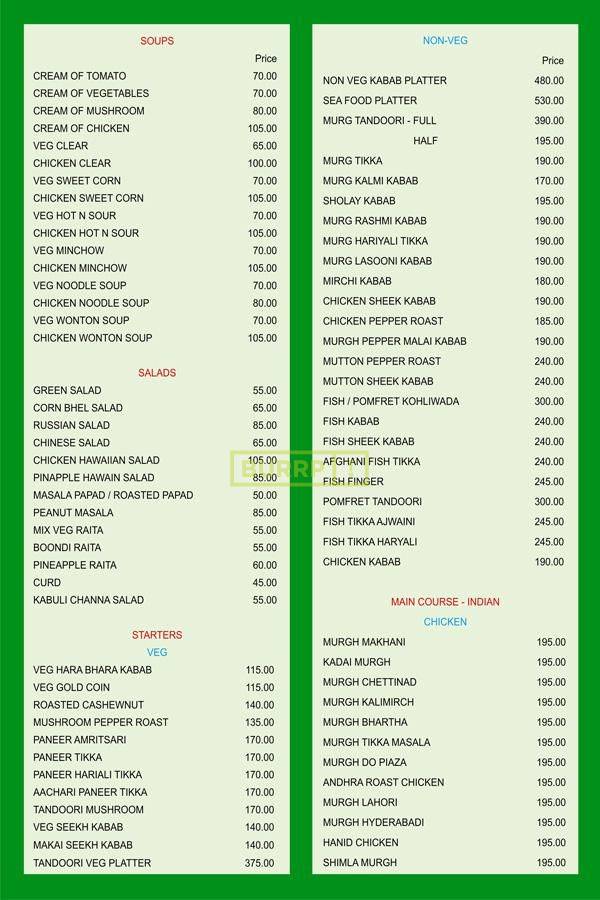 SOUPS
Price
CREAM OF TOMATO 70.00
CREAM OF VEGETABLES 70.00
CREAM OF MUSHROOM 80.00
CREAM OF CHICKEN 105.00
VEG CLEAR 65.00
CHICKEN CLEAR 100.00
VEG SWEET CORN 70.00
CHICKEN SWEET CORN 105.00
VEG HOT N SOUR 70.00
CHICKEN HOT N SOUR 105.00
VEG MINCHOW 70.00
CHICKEN MINCHOW 105.00
VEG NOODLE SOUP 70.00
CHICKEN NOODLE SOUP 80.00
VEG WONTON SOUP 70.00
CHICKEN WONTON SOUP 105.00
SALADS
GREEN SALAD 55.00
CORN BHEL SALAD 65.00
RUSSIAN SALAD 85.00
CHINESE SALAD 65.00
CHICKEN HAWAIIAN SALAD 105.00
PINAPPLE HAWAIN SALAD 85.00
MASALA PAPAD / ROASTED PAPAD 50.00
PEANUT MASALA 85.00
MIX VEG RAITA 55.00
BOONDI RAITA 55.00
PINEAPPLE RAITA 60.00
CURD 45.00
KABULI CHANNA SALAD 55.00
STARTERS
VEG
VEG HARA BHARA KABAB 115.00
VEG GOLD COIN 115.00
ROASTED CASHEWNUT 140.00
MUSHROOM PEPPER ROAST 135.00
PANEER AMRITSARI 170.00
PANEER TIKKA 170.00
PANEER HARIALI TIKKA 170.00
AACHARI PANEER TIKKA 170.00
TANDOORI MUSHROOM 170.00
VEG SEEKH KABAB 140.00
MAKAI SEEKH KABAB 140.00
TANDOORI VEG PLATTER 375.00
NON-VEG
Price
NON VEG KABAB PLATTER 480.00
SEA FOOD PLATTER 530.00
MURG TANDOORI - FULL 390.00
HALF 195.00
MURG TIKKA 190.00
MURG KALMI KABAB 170.00
SHOLAY KABAB 195.00
MURG RASHMI KABAB 190.00
MURG HARIYALI TIKKA 190.00
MURG LASOONI KABAB 190.00
MIRCHI KABAB 180.00
CHICKEN SHEEK KABAB 190.00
CHICKEN PEPPER ROAST 185.00
MURGH PEPPER MALAI KABAB 190.00
MUTTON PEPPER ROAST 240.00
MUTTON SHEEK KABAB 240.00
FISH / POMFRET KOHLIWADA 300.00
FISH KABAB 240.00
FISH SHEEK KABAB 240.00
AFGHANI FISH TIKKA 240.00
FISH FINGER 245.00
POMFRET TANDOORI 300.00
FISH TIKKA AJWAINI 245.00
FISH TIKKA HARYALI 245.00
CHICKEN KABAB 190.00
MAIN COURSE - INDIAN
CHICKEN
MURGH MAKHANI 195.00
KADAI MURGH 195.00
MURGH CHETTINAD 195.00
MURGH KALIMIRCH 195.00
MURGH BHARTHA 195.00
MURGH TIKKA MASALA 195.00
MURGH DO PIAZA 195.00
ANDHRA ROAST CHICKEN 195.00
MURGH LAHORI 195.00
MURGH HYDERABADI 195.00
HANID CHICKEN 195.00
SHIMLA MURGH 195.00